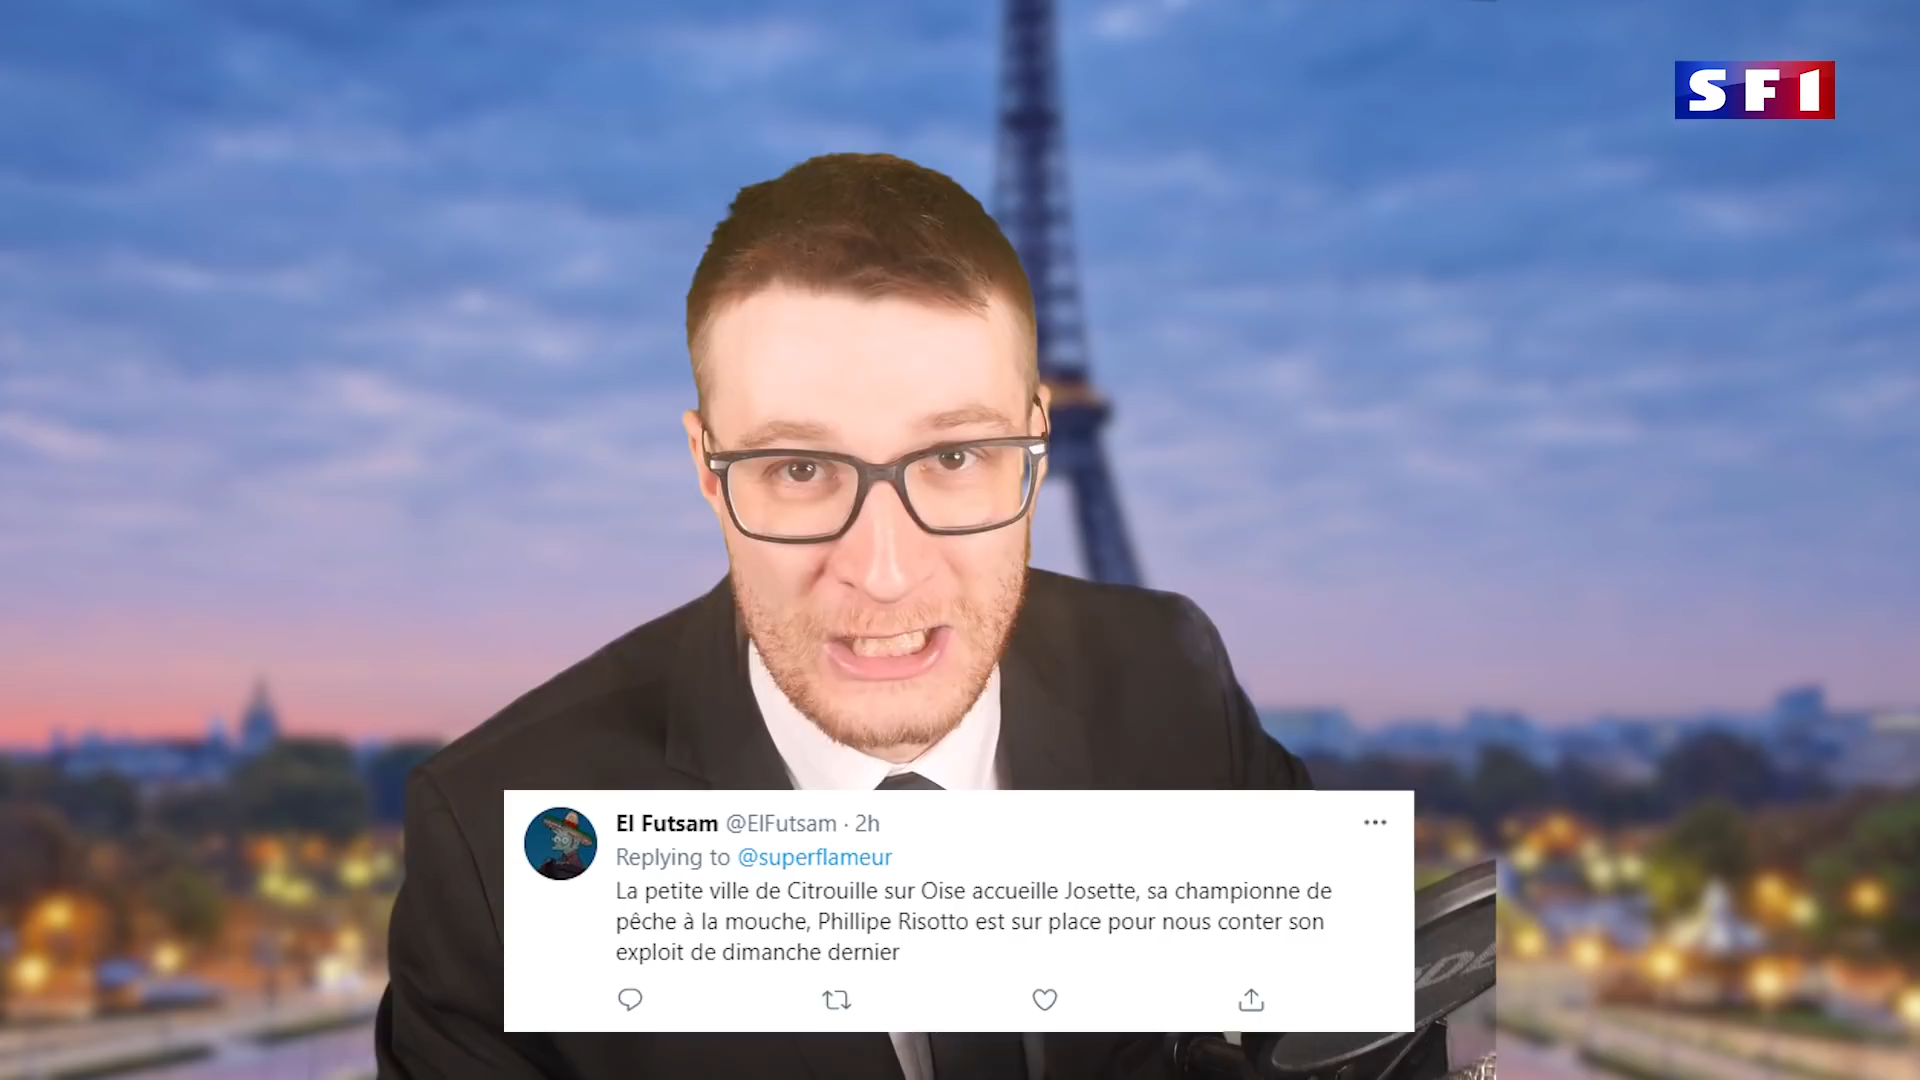 SF1
El Futsam @ElFutsam · 2h
Replying to @superflameur
La petite ville de Citrouille sur Oise accueille Josette, sa championne de
pêche à la mouche, Phillipe Risotto est sur place pour nous conter son
exploit de dimanche dernier